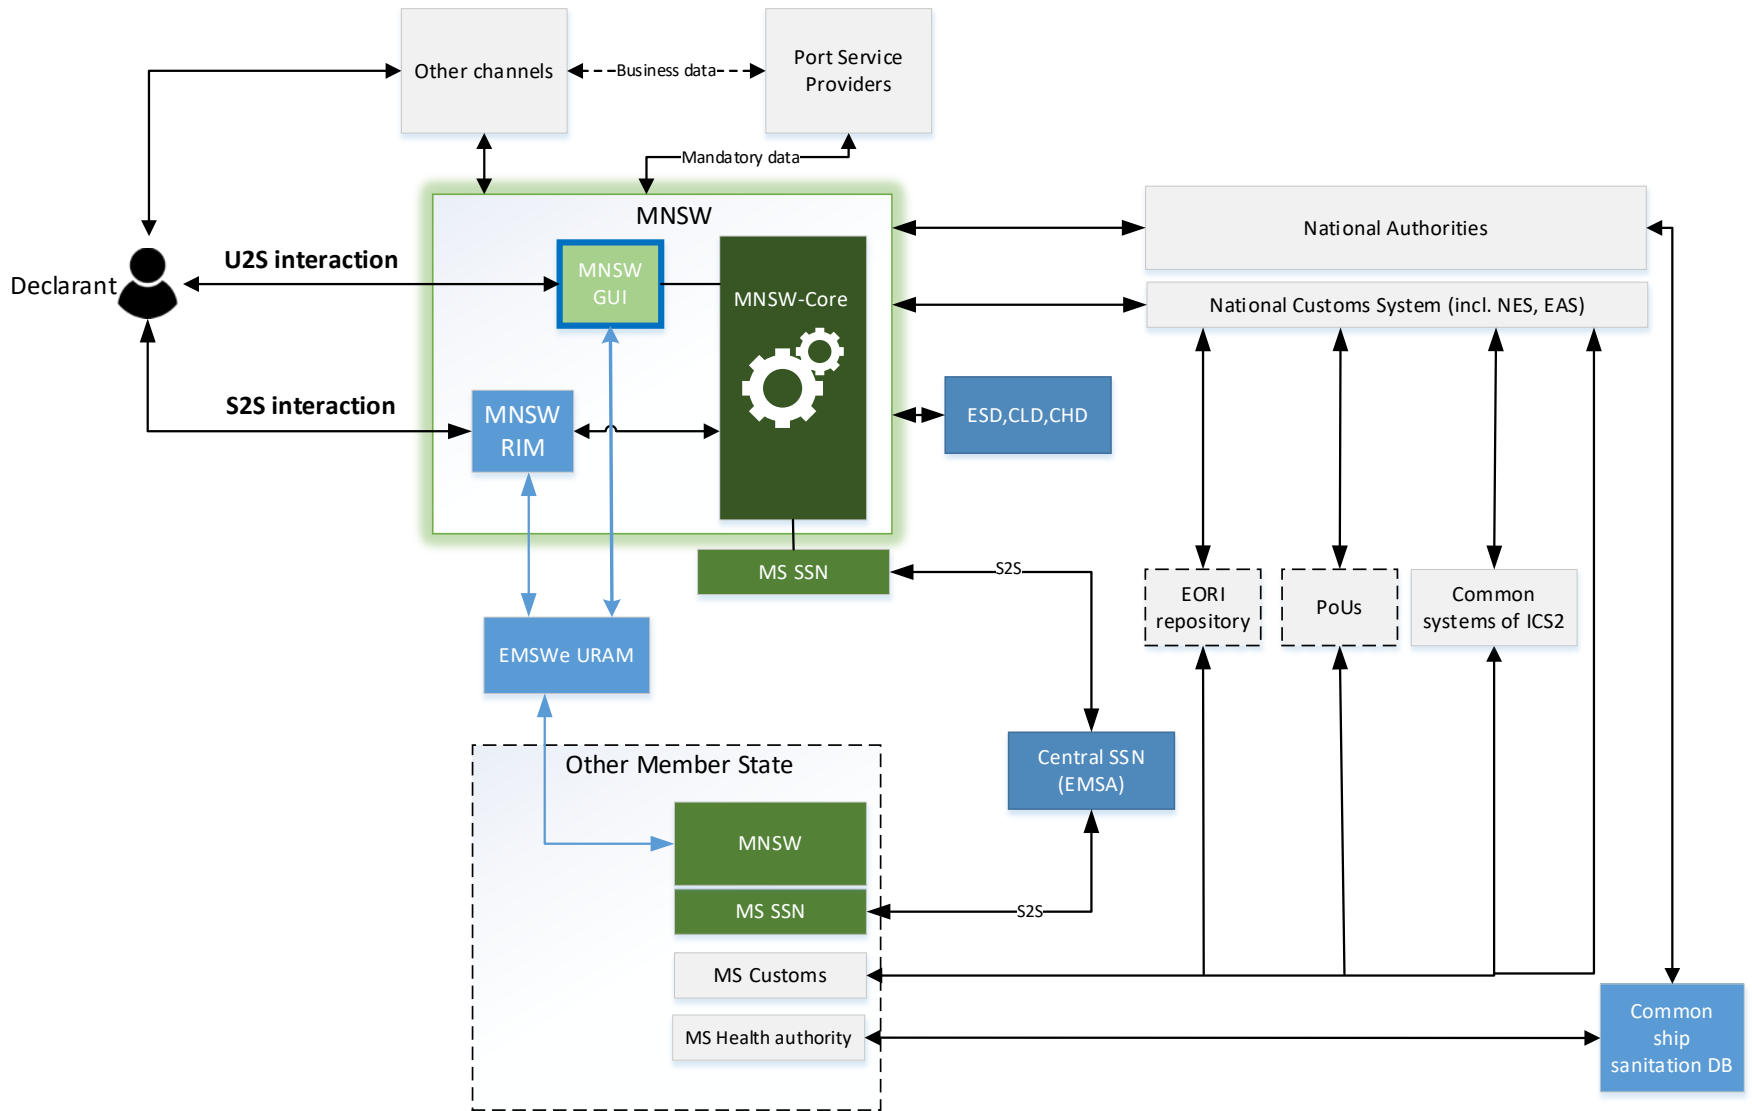 Other channels
Business data
Port Service
Providers
Mandatory data
MNSW
National Authorities
U2S interaction
Declarant
MNSW
GUI
MNSW-Core
National Customs System (incl. NES, EAS)
S2S interaction
MNSW
RIM
ESD,CLD,CHD
MS SSN
S2S
EORI
repository
PoUs
Common
systems of ICS2
EMSWe URAM
Central SSN
(EMSA)
Other Member State
MNSW
MS SSN
S2S
MS Customs
MS Health authority
Common
ship
sanitation DB